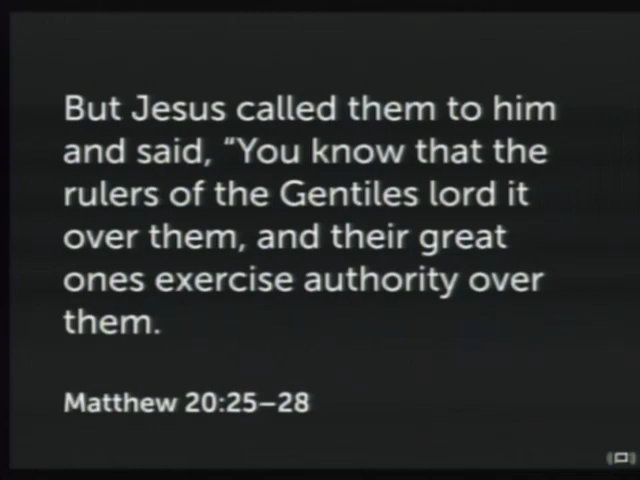 But Jesus called them to him
and said, “You know that the
rulers of the Gentiles lord it
over them, and their great
ones exercise authority over
them.
Matthew 20:25–28